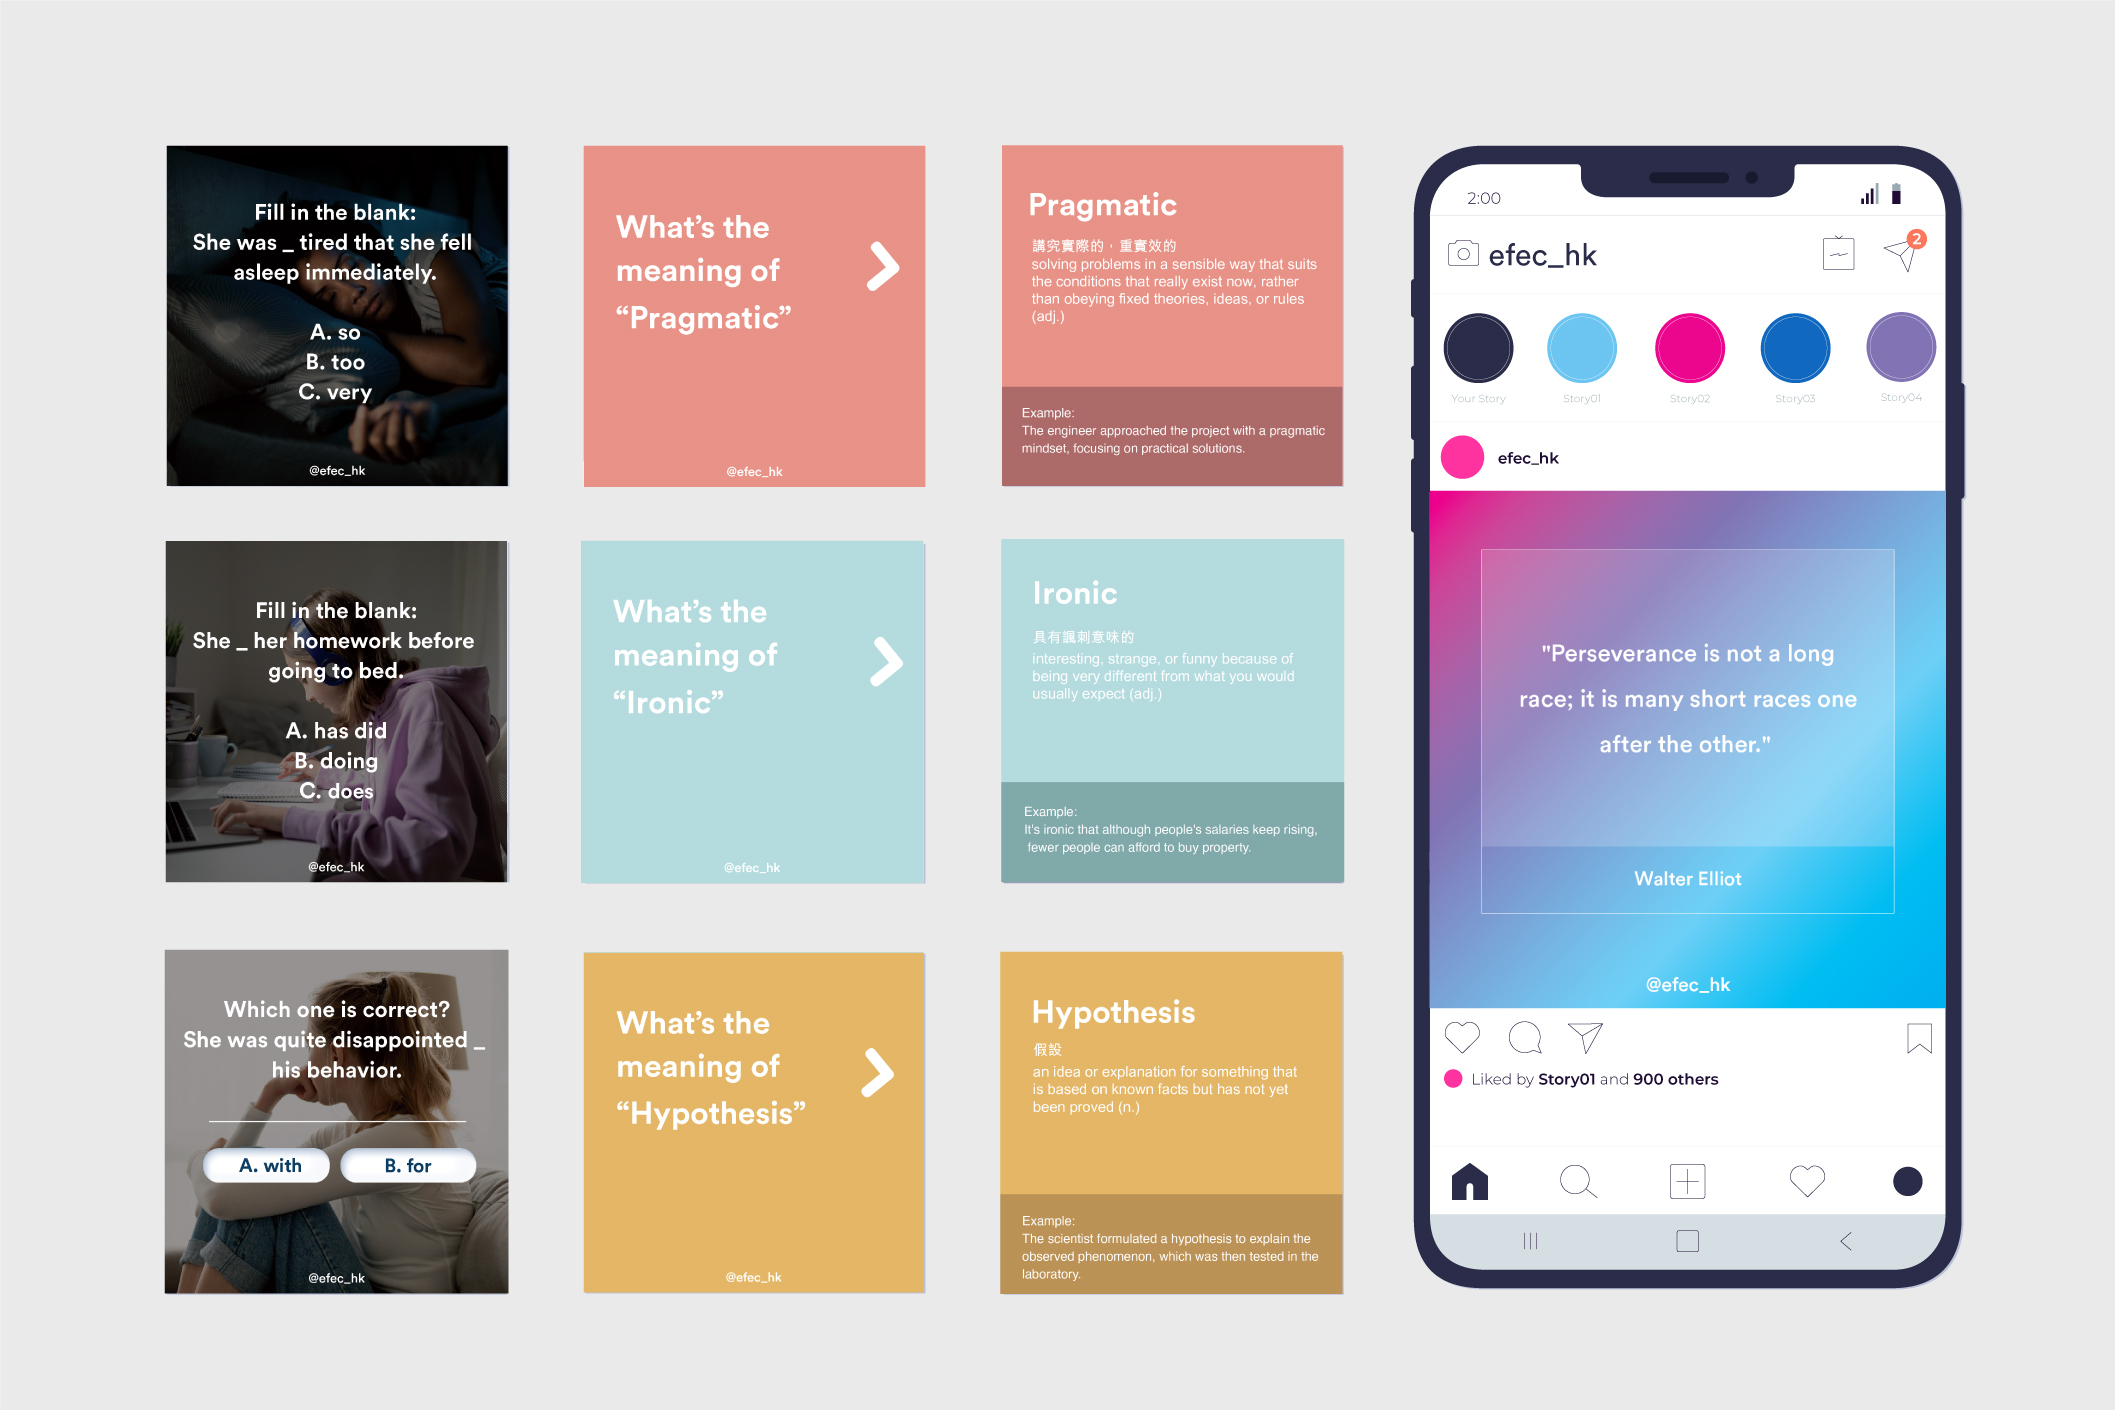 Fill in the blank:
She was _ tired that she fell
asleep immediately.
A. so
B. too
C. very
@efec_hk
What's the
meaning of
“Pragmatic”
@efec_hk
Pragmatic
講究實際的，重實效的
solving problems in a sensible way that suits
the conditions that really exist now, rather
than obeying fixed theories, ideas, or rules
(adj.)
Example:
The engineer approached the project with a pragmatic
mindset, focusing on practical solutions.
Fill in the blank:
She _ her homework before
going to bed.
A. has did
B. doing
C. does
@efec_hk
What's the
meaning of
“Ironic”
@efec_hk
Ironic
具有諷刺意味的
interesting, strange, or funny because of
being very different from what you would
usually expect (adj.)
Example:
It's ironic that although people's salaries keep rising,
fewer people can afford to buy property.
Which one is correct?
She was quite disappointed _
his behavior.
A. with
B. for
@efec_hk
What's the
meaning of
“Hypothesis”
@efec_hk
Hypothesis
假設
an idea or explanation for something that
is based on known facts but has not yet
been proved (n.)
Example:
The scientist formulated a hypothesis to explain the
observed phenomenon, which was then tested in the
laboratory.
2:00
efec_hk
2
Your Story
Story01
Story02
Story03
Story04
efec_hk
"Perseverance is not a long
race; it is many short races one
after the other."
Walter Elliot
@efec_hk
Liked by Story01 and 900 others